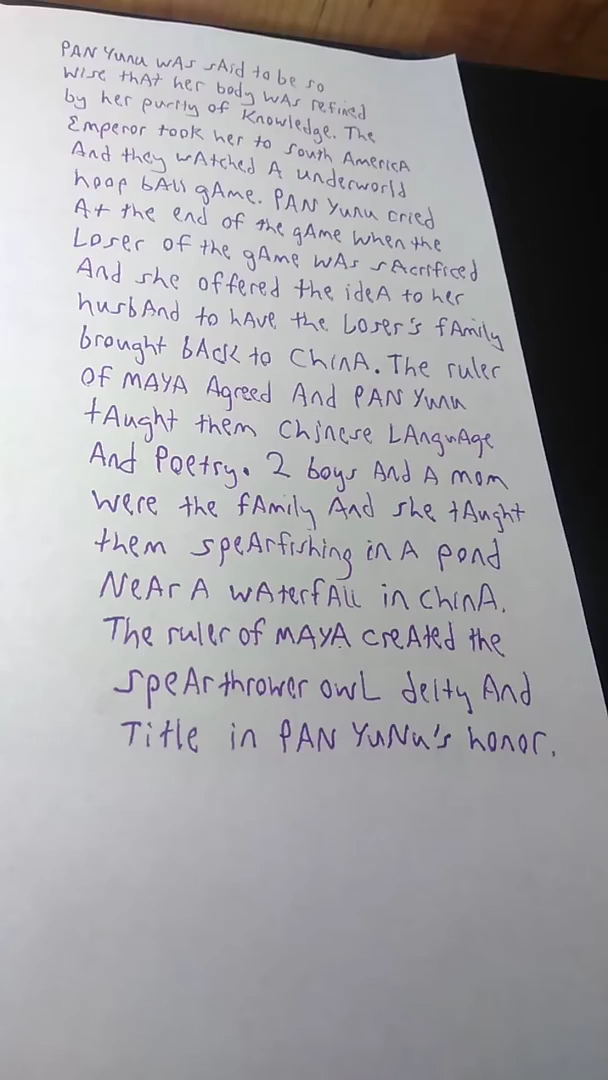 PAN YUNU WAS SAID to be so
WISE tHAT her body WAS refined
by her purity of Knowledge. The
Emperor took her to South AmericA
And they wAtched A underworld
hoop bAll gAme. PAN YUNU cried
At the end of the gAme when the
Loser of the gAme wAs sAcrificed
And she offered the ideA to her
husbAnd to hAve the Loser's fAmily
brought bAck to ChinA. The ruler
of MAYA Agreed And PAN YUNU
tAught them Chinese LAnguAge
And Poetry. 2 boys And A mom
were the fAmily And she tAught
them speArfishing in A pond
NeAr A wAterfAll in ChinA.
The ruler of MAYA creAted the
speArthrower owL deity And
Title in PAN YUNU's honor.